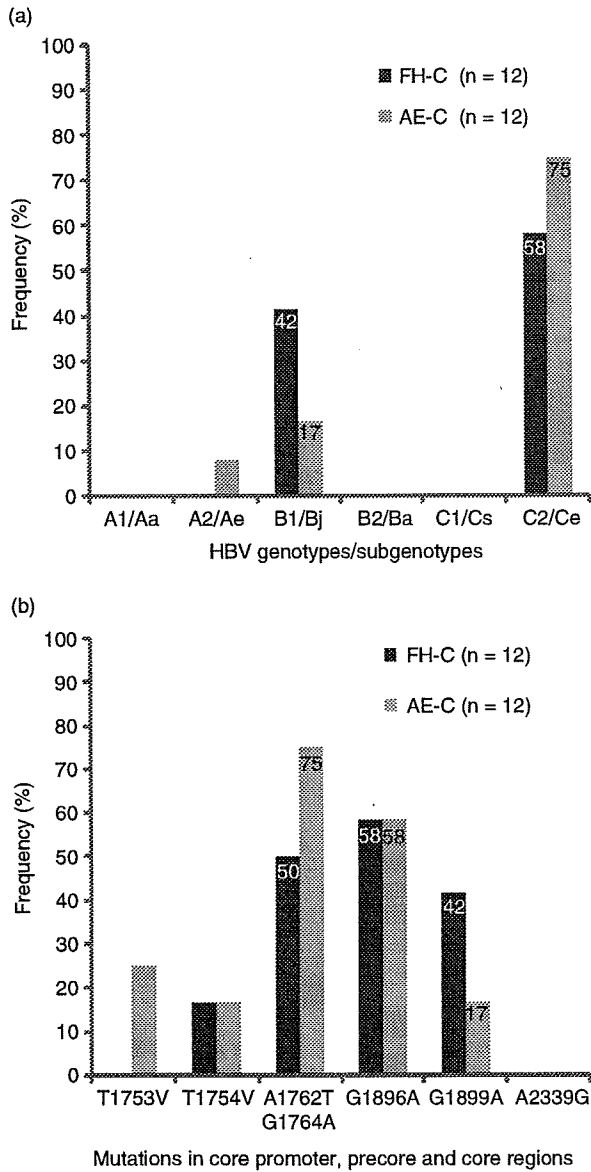 (a)
100
90
80
70
60
50
40
30
20
10
0
Frequency (%)
FH-C (n = 12)
AE-C (n = 12)
42
17
58
75
A1/Aa A2/Ae B1/Bj B2/Ba C1/Cs C2/Ce
HBV genotypes/subgenotypes
(b)
100
90
80
70
60
50
40
30
20
10
0
Frequency (%)
FH-C (n = 12)
AE-C (n = 12)
50
75
58
58
42
17
T1753V T1754V A1762T G1896A G1899A A2339G
G1764A
Mutations in core promoter, precore and core regions